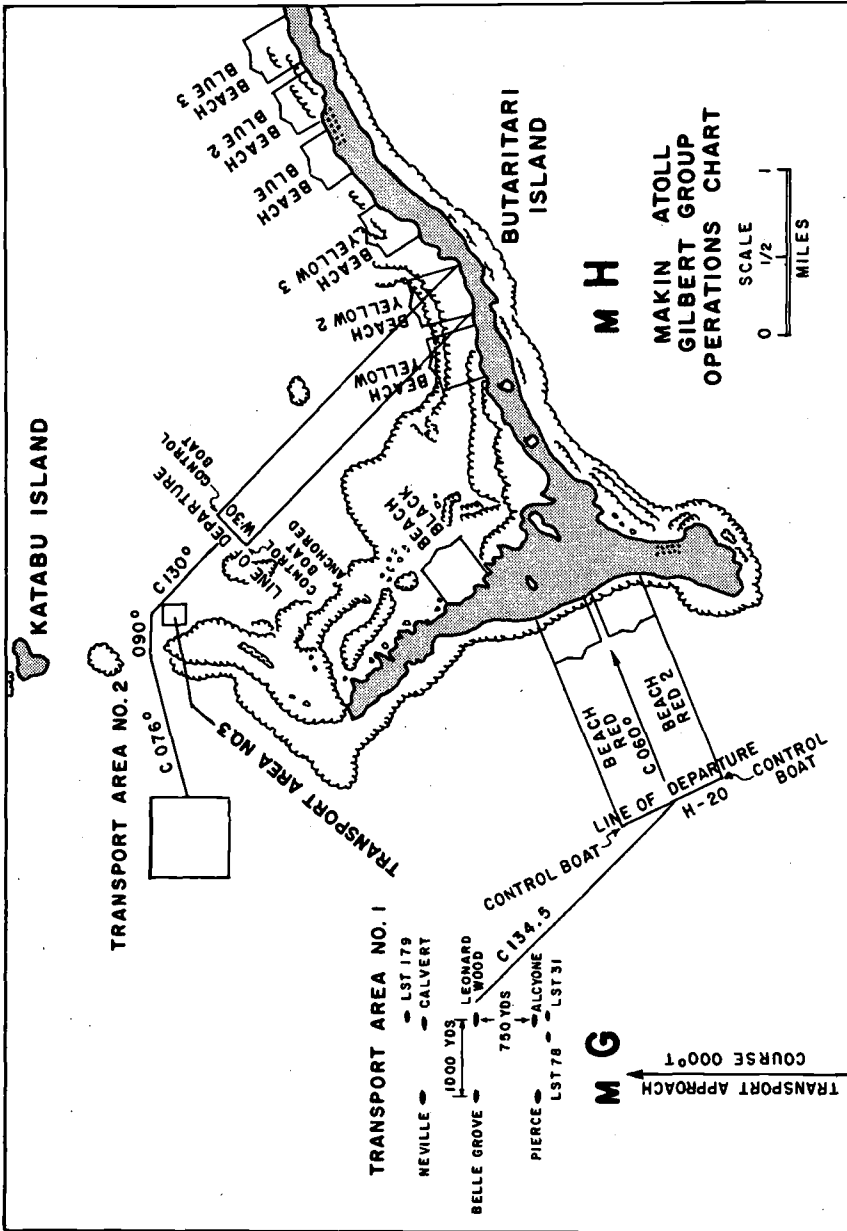 KATABU ISLAND
TRANSPORT AREA NO. 2
C 076°
090°
C 130°
TRANSPORT AREA NO.3
LINE OF DEPARTURE
W30
CONTROL
BOAT
CONTROL
BOAT
ANCHORED
BEACH
BLACK
BEACH
YELLOW
BEACH
YELLOW 2
BEACH
YELLOW 3
BEACH
BLUE
BEACH
BLUE 2
BEACH
BLUE 3
BUTARITARI
ISLAND
TRANSPORT AREA NO. 1
LST 179
NEVILLE
CALVERT
1000 YDS
BELLE GROVE
LEONARD
WOOD
750 YDS
PIERCE
ALCYONE
LST 78
LST 31
C 134.5
CONTROL BOAT
LINE OF DEPARTURE
H-20
CONTROL
BOAT
BEACH
RED
C 060°
BEACH
RED 2
M G
TRANSPORT APPROACH
COURSE 000°T
M H
MAKIN ATOLL
GILBERT GROUP
OPERATIONS CHART
SCALE
0 1/2 1
MILES